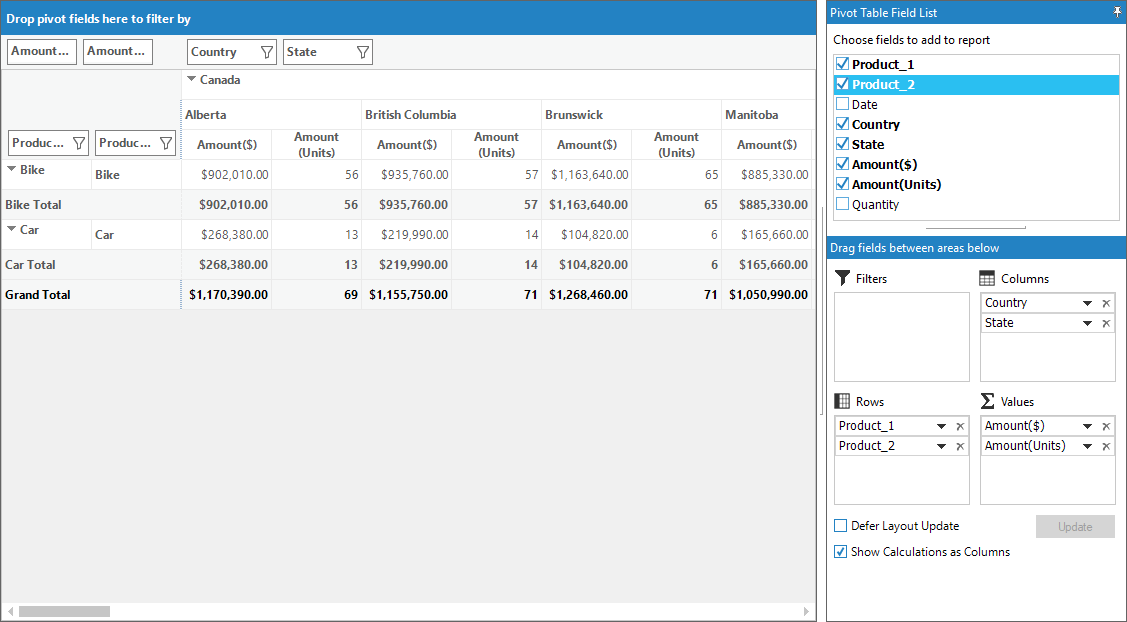 Drop pivot fields here to filter by
Amount... Amount... Country State
Canada
Alberta British Columbia Brunswick Manitoba
Produc... Produc... Amount($) Amount (Units) Amount($) Amount (Units) Amount($) Amount (Units) Amount($)
Bike Bike $902,010.00 56 $935,760.00 57 $1,163,640.00 65 $885,330.00
Bike Total $902,010.00 56 $935,760.00 57 $1,163,640.00 65 $885,330.00
Car Car $268,380.00 13 $219,990.00 14 $104,820.00 6 $165,660.00
Car Total $268,380.00 13 $219,990.00 14 $104,820.00 6 $165,660.00
Grand Total $1,170,390.00 69 $1,155,750.00 71 $1,268,460.00 71 $1,050,990.00
Pivot Table Field List
Choose fields to add to report
Product_1
Product_2
Date
Country
State
Amount($)
Amount(Units)
Quantity
Drag fields between areas below
Filters
Columns
Country
State
Rows
Product_1
Product_2
Values
Amount($)
Amount(Units)
Defer Layout Update
Update
Show Calculations as Columns